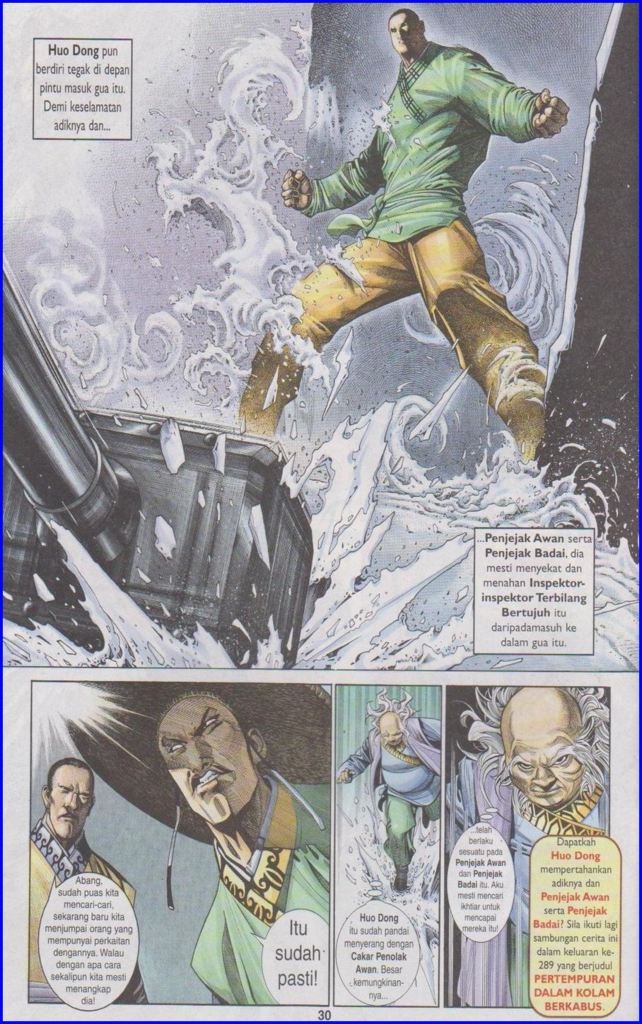 Huo Dong pun
berdiri tegak di depan
pintu masuk gua itu.
Demi keselamatan
adiknya dan...
...Penjejak Awan serta
Penjejak Badai, dia
mesti menyekat dan
menahan Inspektor-
inspektor Terbilang
Bertujuh itu
daripadamasuh ke
dalam gua itu.
Abang,
sudah puas kita
mencari-cari,
sekarang baru kita
menjumpai orang yang
mempunyai perkaitan
dengannya. Walau
dengan apa cara
sekalipun kita mesti
menangkap
dia!
Itu
sudah
pasti!
Huo Dong
itu sudah pandai
menyerang dengan
Cakar Penolak
Awan. Besar
kemungkinan-
nya...
...telah
berlaku
sesuatu pada
Penjejak Awan
dan Penjejak
Badai itu. Aku
mesti mencari
ikhtiar untuk
mencapai
mereka itu!
Dapatkah
Huo Dong
mempertahankan
adiknya dan
Penjejak Awan
serta Penjejak
Badai? Sila ikuti lagi
sambungan cerita ini
dalam keluaran ke-
289 yang berjudul
PERTEMPURAN
DALAM KOLAM
BERKABUS.
30